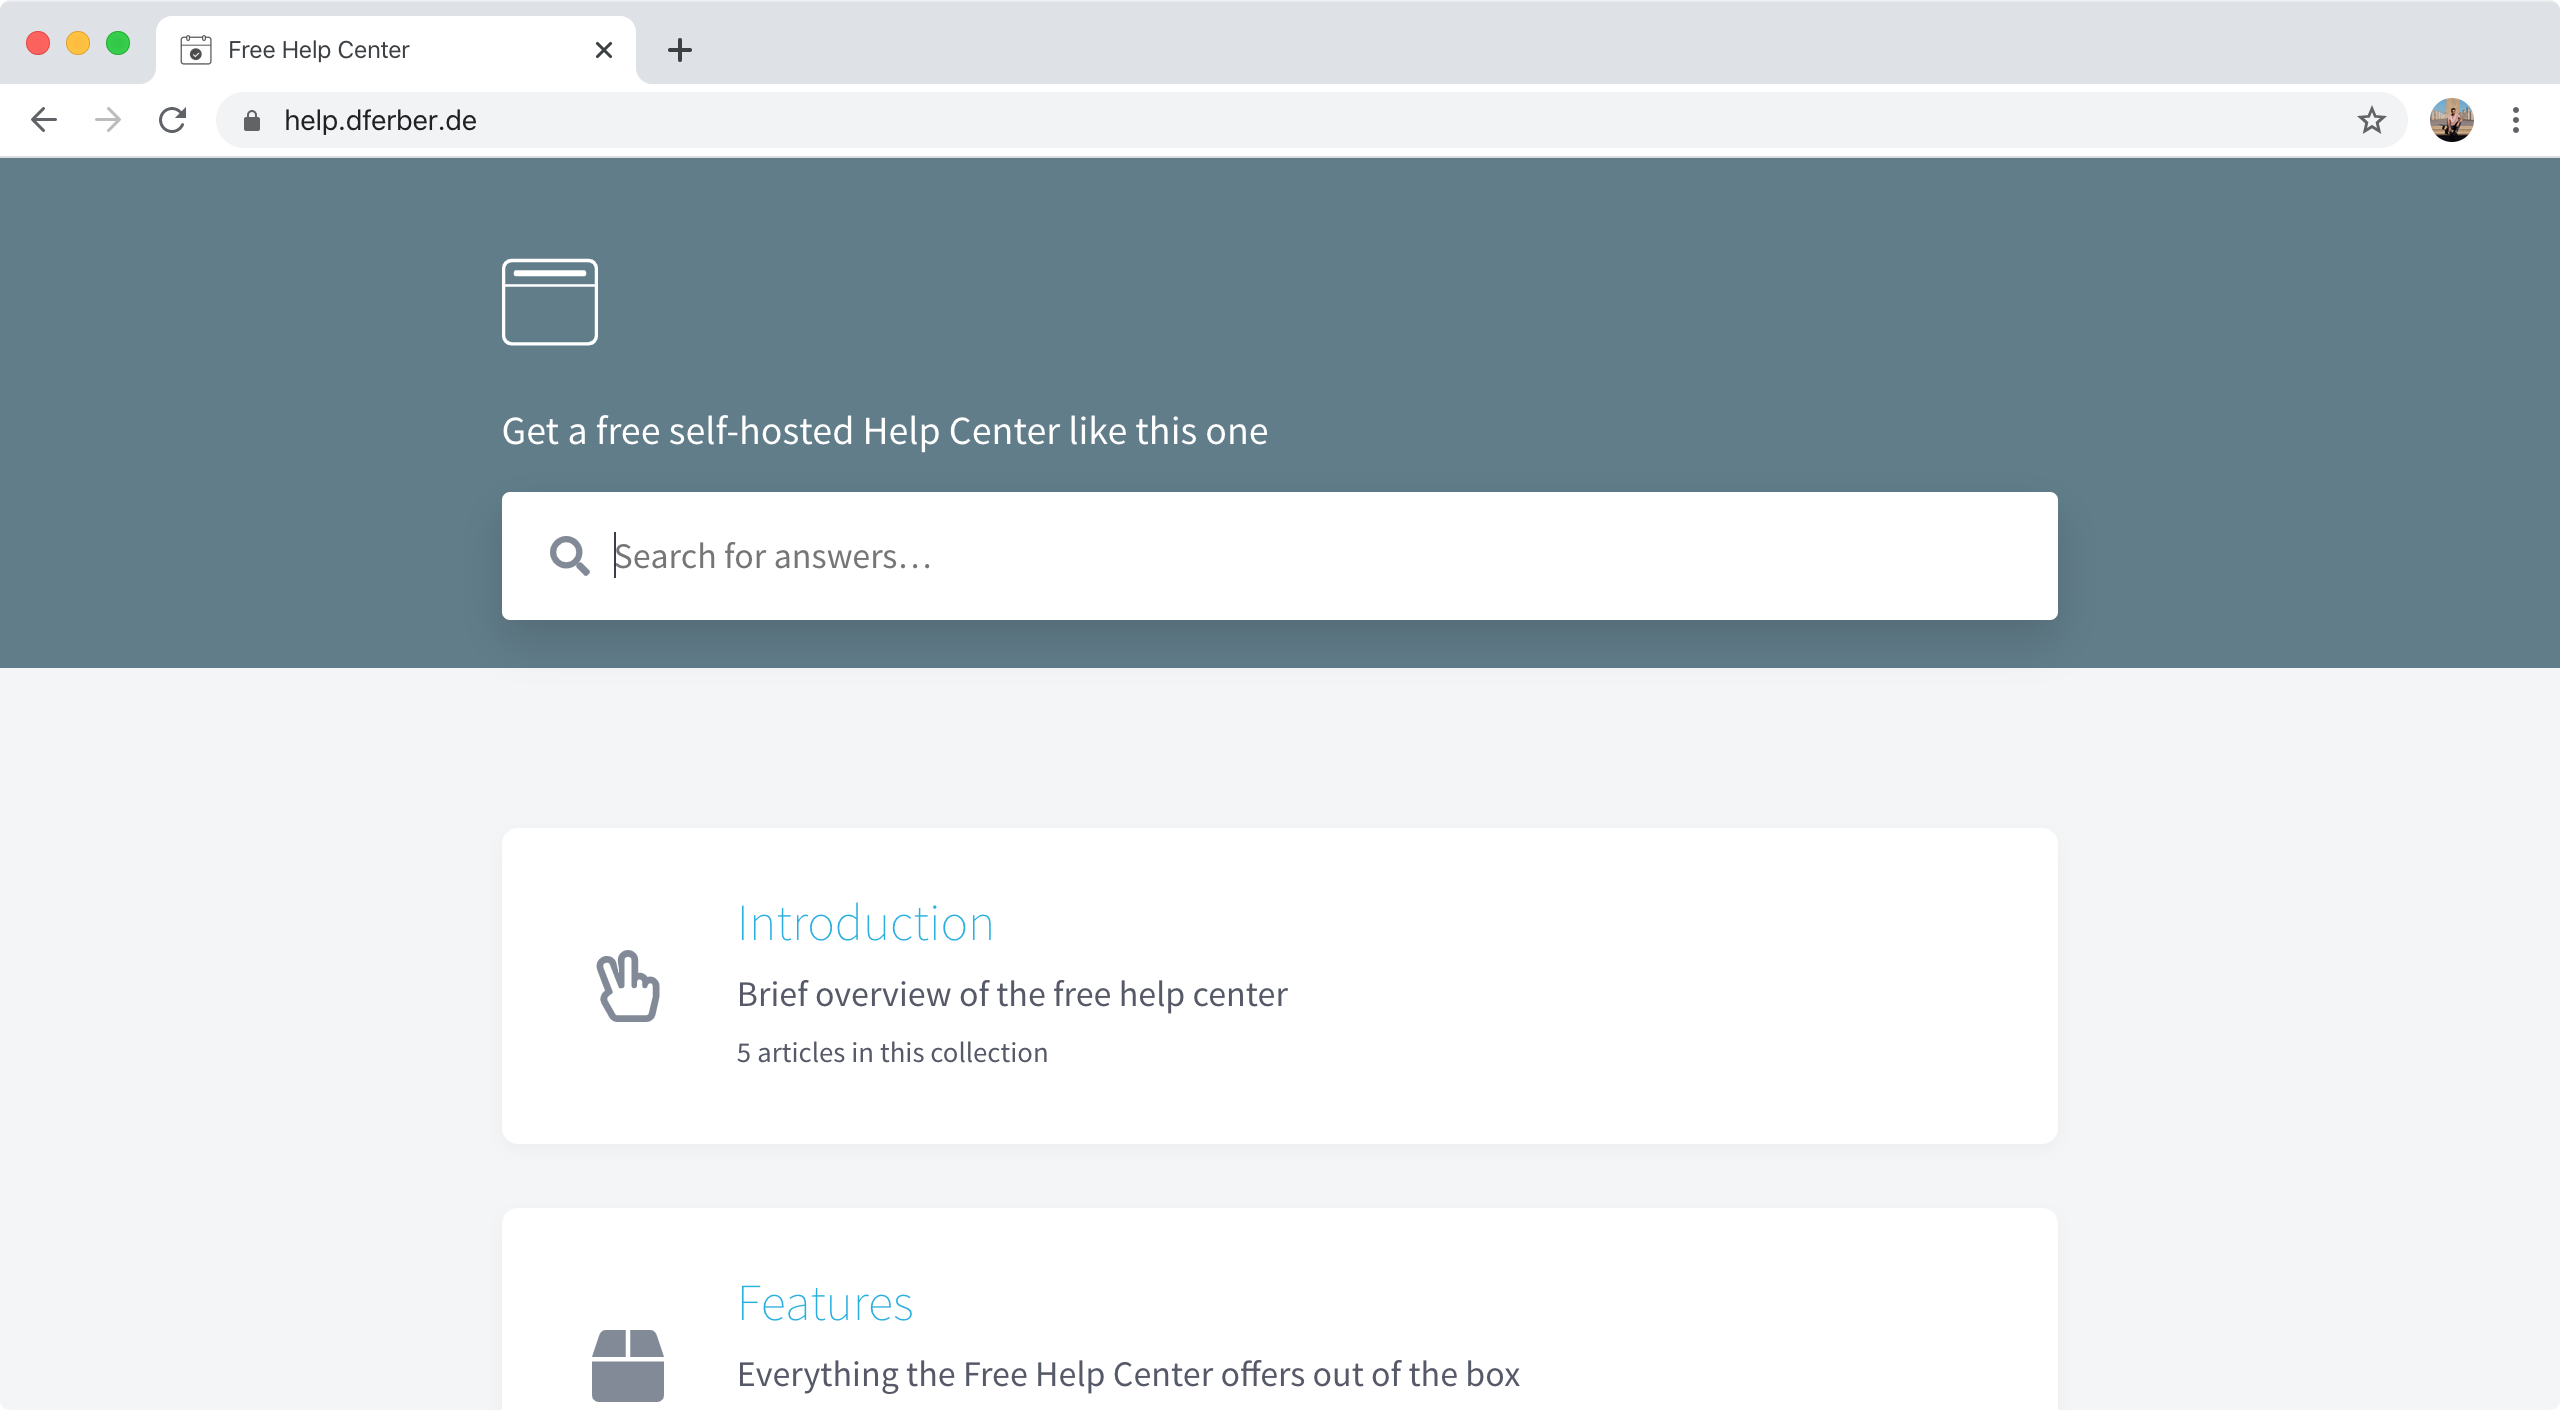 Free Help Center
help.dferber.de
Get a free self-hosted Help Center like this one
Search for answers…
Introduction
Brief overview of the free help center
5 articles in this collection
Features
Everything the Free Help Center offers out of the box